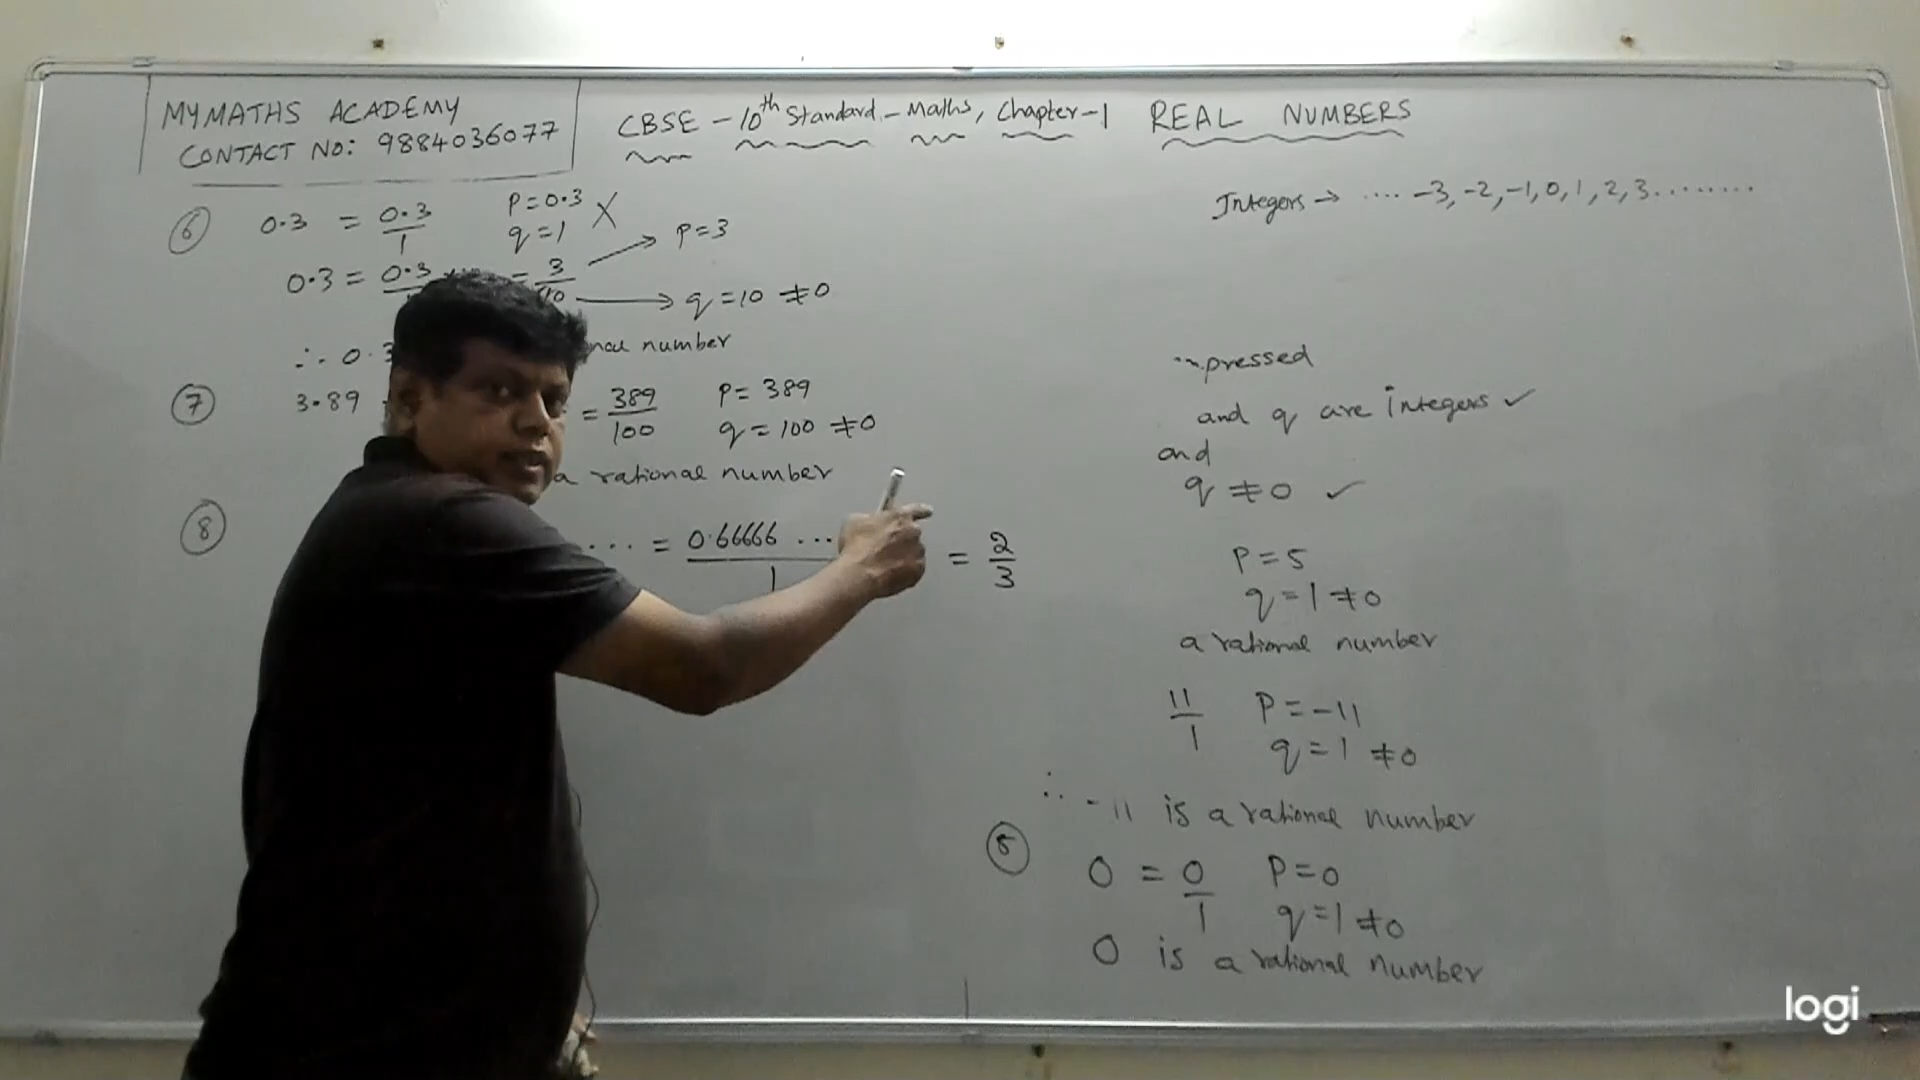 MYMATHS ACADEMY
CONTACT NO: 9884036077
CBSE - 10th Standard - Maths, Chapter-1 REAL NUMBERS
Integers → .... -3, -2, -1, 0, 1, 2, 3 ........
⑥ 0.3 = 0.3/1 P=0.3 ╳
q=1
0.3 = 0.3 = 3/10 → P=3
→ q=10 ≠0
∴ 0.3 number
⑦ 3.89 = 389/100 P= 389
q= 100 ≠0
a rational number
⑧ ... = 0.66666 .../1 = 2/3
pressed
and q are integers ✓
and
q ≠0 ✓
P=5
q=1 ≠0
a rational number
11/1 P=-11
q=1 ≠0
∴ -11 is a rational number
⑤ 0 = 0/1 P=0
q=1 ≠0
0 is a rational number
logi